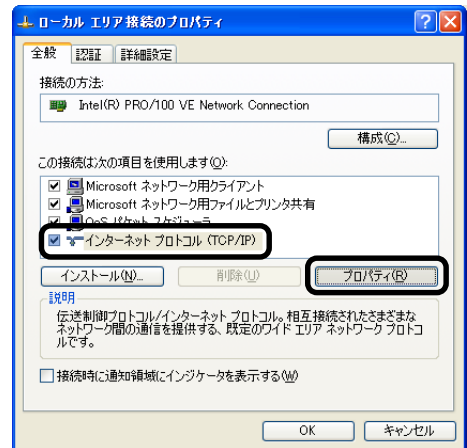 ローカル エリア接続のプロパティ
全般 認証 詳細設定
接続の方法:
Intel(R) PRO/100 VE Network Connection
構成(C)...
この接続は次の項目を使用します(O):
Microsoft ネットワーク用クライアント
Microsoft ネットワーク用ファイルとプリンタ共有
QoS パケット スケジューラ
インターネット プロトコル (TCP/IP)
インストール(N)... 削除(U) プロパティ(R)
説明
伝送制御プロトコル/インターネット プロトコル。相互接続されたさまざまな
ネットワーク間の通信を提供する、既定のワイド エリア ネットワーク プロトコ
ルです。
接続時に通知領域にインジケータを表示する(W)
OK キャンセル